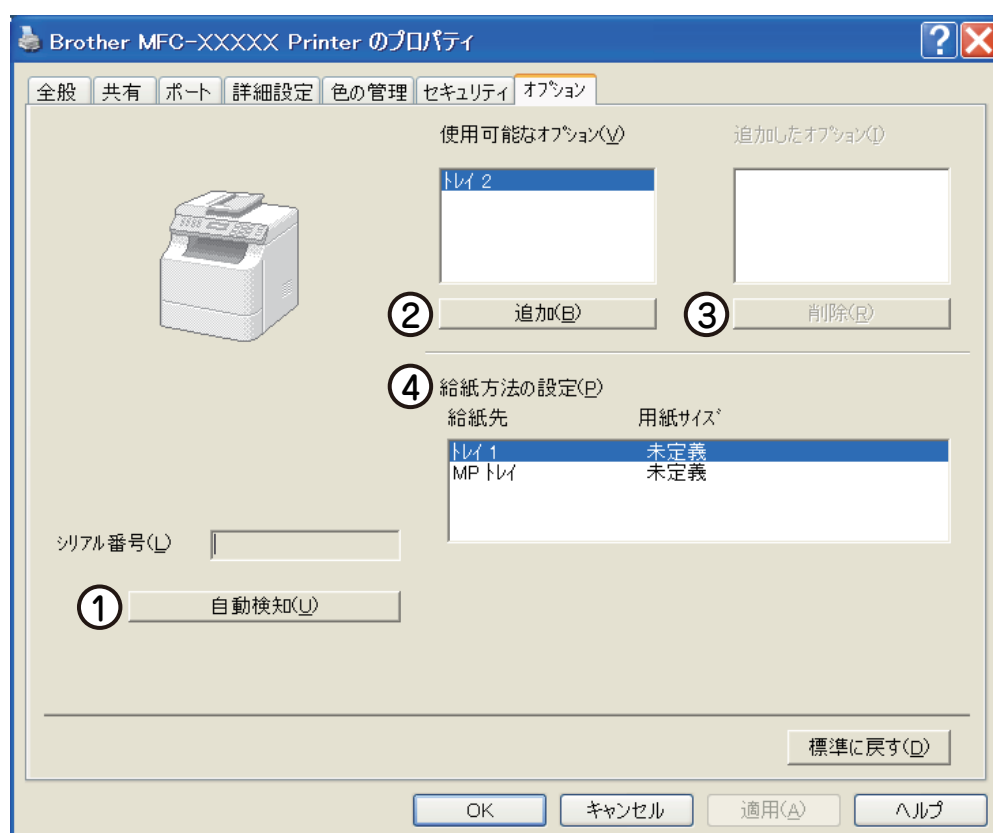 Brother MFC-XXXXX Printer のプロパティ
全般 共有 ポート 詳細設定 色の管理 セキュリティ オプション
使用可能なオプション(V) 追加したオプション(I)
トレイ 2
② 追加(B) ③ 削除(R)
④ 給紙方法の設定(P)
給紙先 用紙サイズ
トレイ 1 未定義
MP トレイ 未定義
シリアル番号(L)
① 自動検知(U)
標準に戻す(D)
OK キャンセル 適用(A) ヘルプ